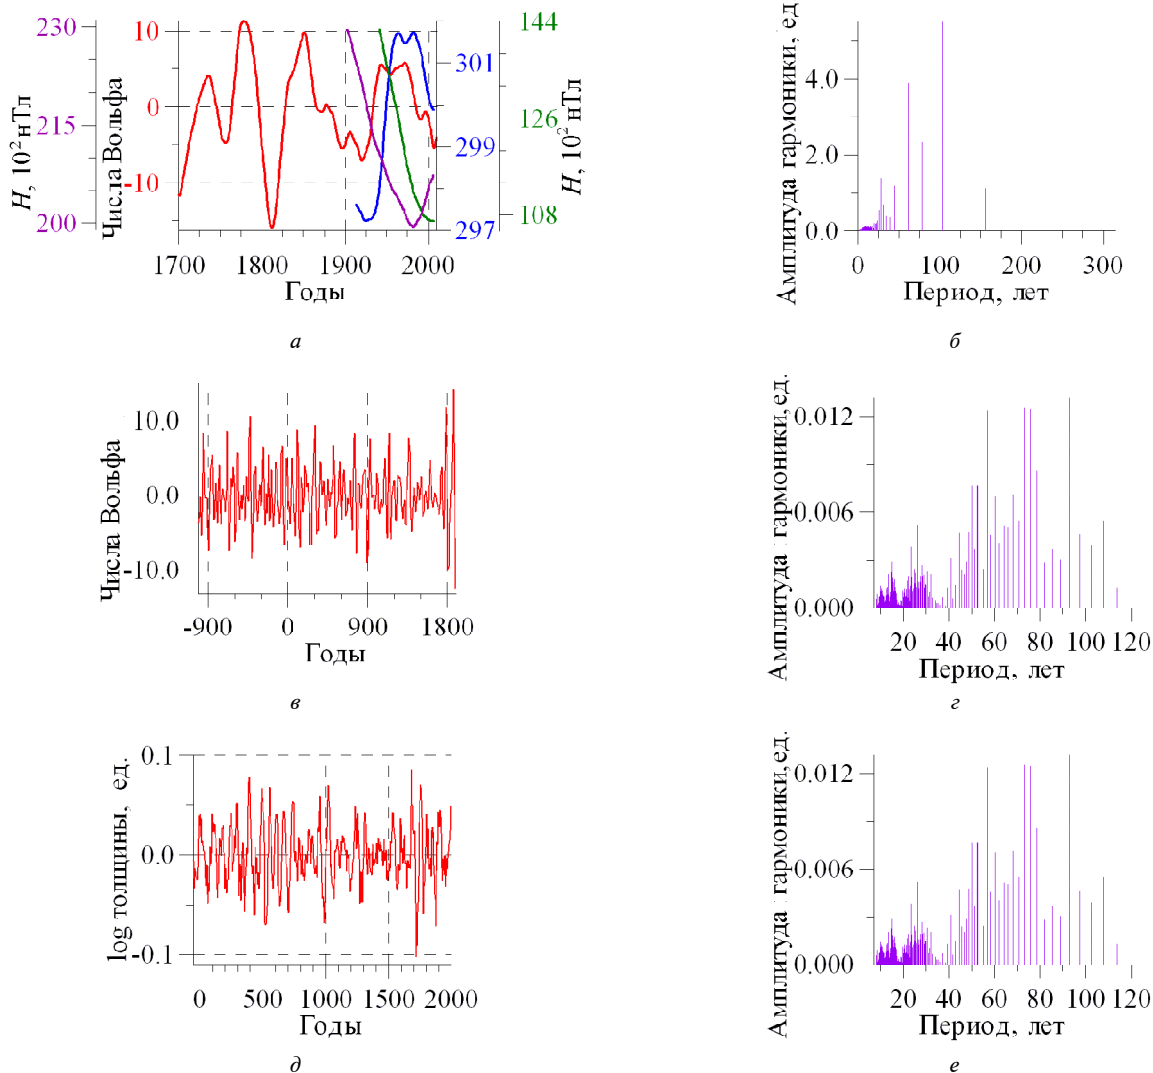 230
215
200
H, 10² нТл
Числа Вольфа
10
0
-10
301
299
297
144
126
108
H, 10² нТл
1700 1800 1900 2000
Годы
а
Амплитуда гармоники, ед
4.0
2.0
0.0
0 100 200 300
Период, лет
б
Числа Вольфа
10.0
0.0
-10.0
-900 0 900 1800
Годы
в
Амплитуда гармоники, ед.
0.012
0.006
0.000
20 40 60 80 100 120
Период, лет
г
log толщины, ед.
0.1
0.0
-0.1
0 500 1000 1500 2000
Годы
д
Амплитуда гармоники, ед.
0.012
0.006
0.000
20 40 60 80 100 120
Период, лет
е